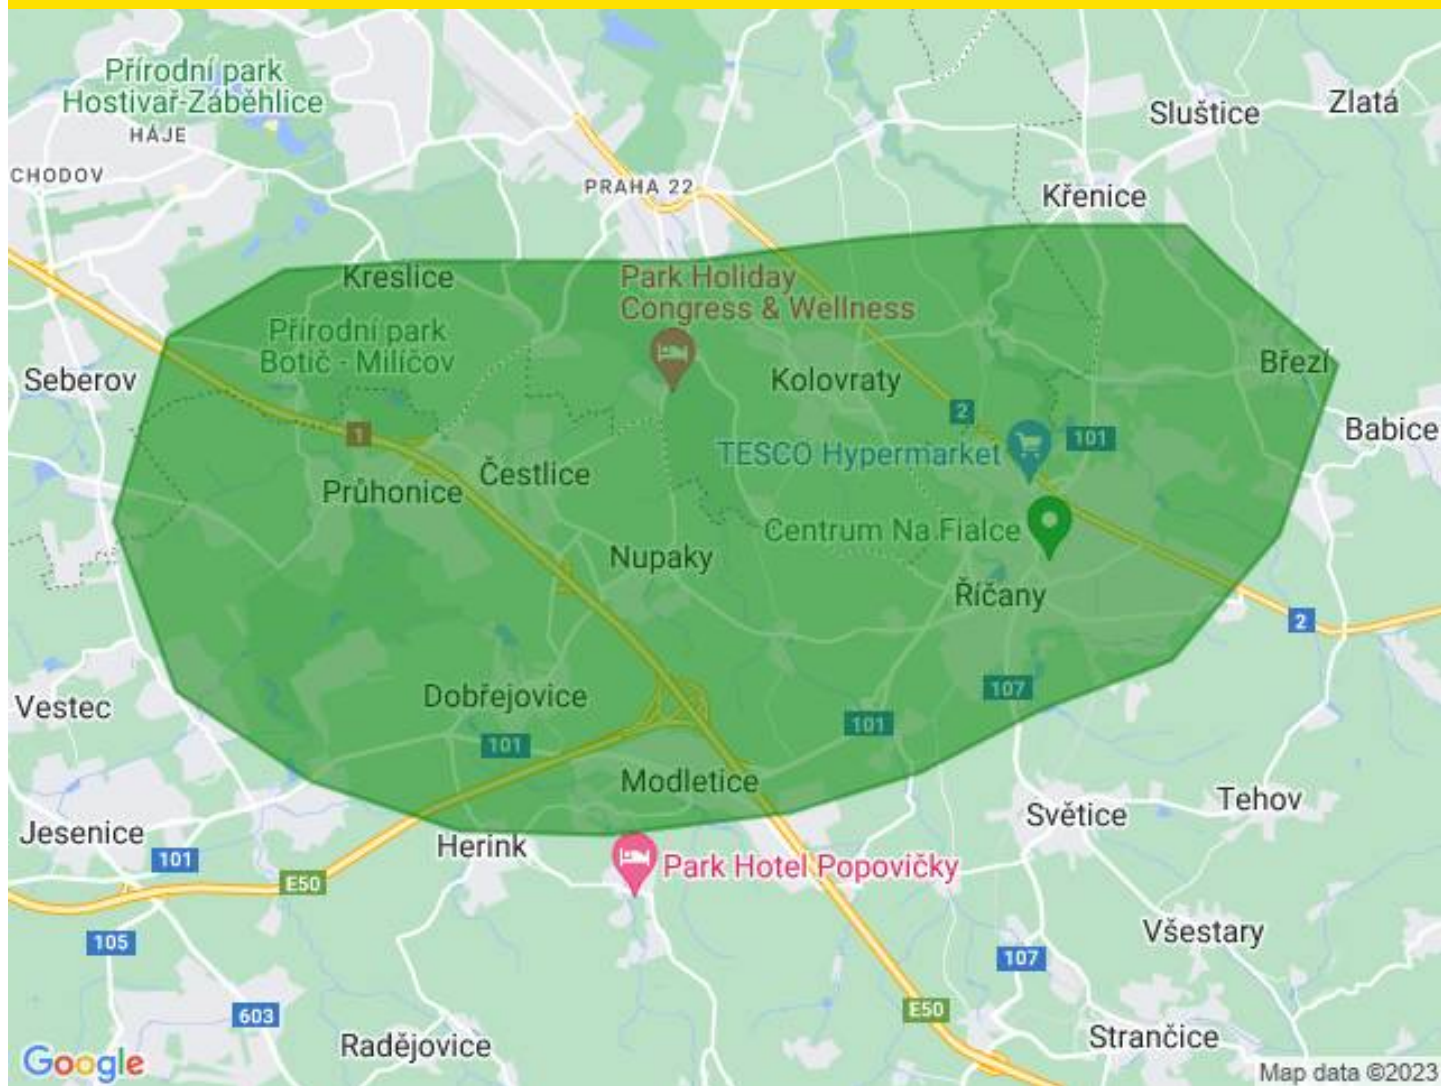 Přírodní park
Hostivař-Záběhlice
HÁJE
Sluštice
Zlatá
CHODOV
PRAHA 22
Křenice
Kreslice
Park Holiday
Congress & Wellness
Přírodní park
Botič - Milíčov
Březí
Seberov
Kolovraty
2
1
101
Babice
TESCO Hypermarket
Čestlice
Průhonice
Centrum Na Fialce
Nupaky
Říčany
2
107
Dobřejovice
Vestec
101
101
Modletice
Tehov
Světice
Jesenice
Herink
101
Park Hotel Popovičky
E50
Všestary
105
107
E50
603
Strančice
Radějovice
Google
Map data ©2023